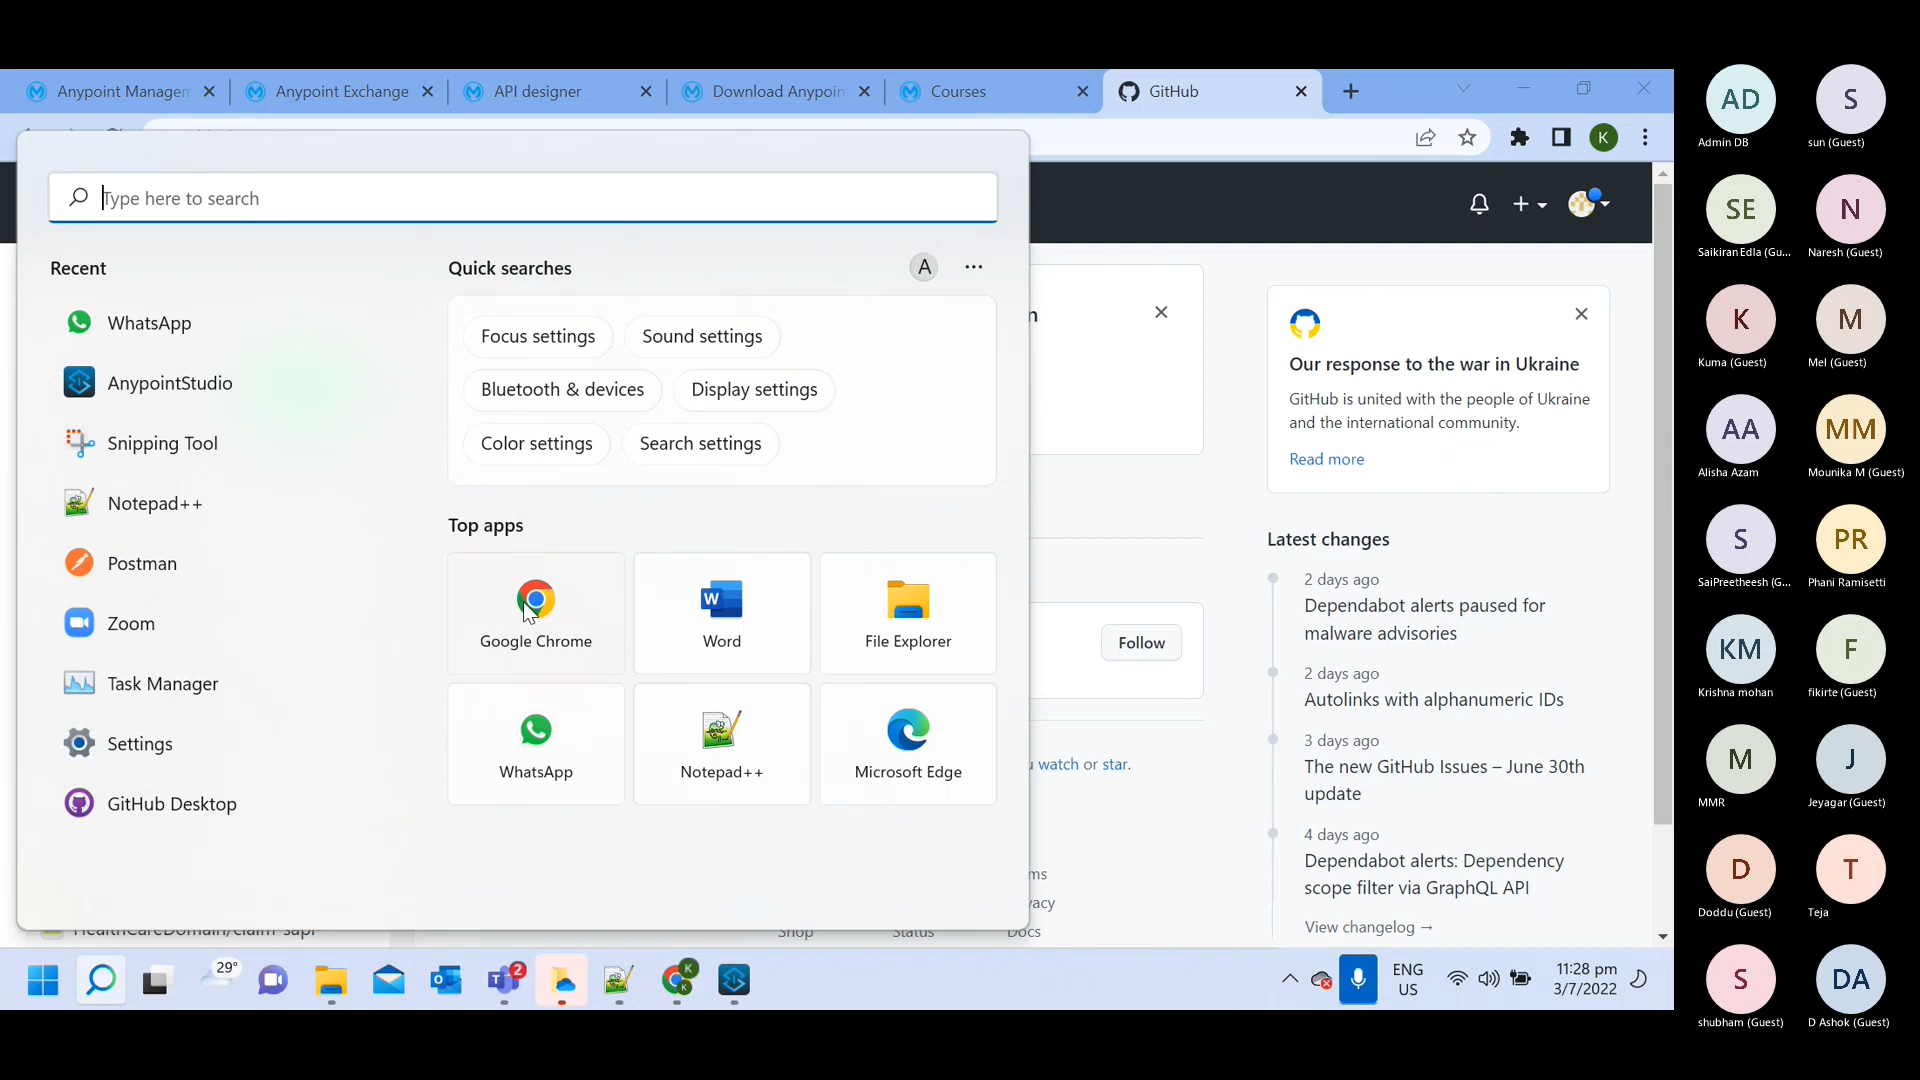 Anypoint Managem
Anypoint Exchange
API designer
Download Anypoin
Courses
GitHub
K
Type here to search
Recent
WhatsApp
AnypointStudio
Snipping Tool
Notepad++
Postman
Zoom
Task Manager
Settings
GitHub Desktop
Quick searches
A
Focus settings
Sound settings
Bluetooth & devices
Display settings
Color settings
Search settings
Top apps
Google Chrome
Word
File Explorer
WhatsApp
Notepad++
Microsoft Edge
n
Follow
u watch or star.
ms
vacy
Shop
Status
Docs
HealthCareDomain/claim-sapi
Our response to the war in Ukraine
GitHub is united with the people of Ukraine
and the international community.
Read more
Latest changes
2 days ago
Dependabot alerts paused for
malware advisories
2 days ago
Autolinks with alphanumeric IDs
3 days ago
The new GitHub Issues – June 30th
update
4 days ago
Dependabot alerts: Dependency
scope filter via GraphQL API
View changelog →
29°
2
K
ENG
US
11:28 pm
3/7/2022
AD
Admin DB
S
sun (Guest)
SE
Saikiran Edla (Gu...
N
Naresh (Guest)
K
Kuma (Guest)
M
Mel (Guest)
AA
Alisha Azam
MM
Mounika M (Guest)
S
SaiPreetheesh (G...
PR
Phani Ramisetti
KM
Krishna mohan
F
fikirte (Guest)
M
MMR
J
Jeyagar (Guest)
D
Doddu (Guest)
T
Teja
S
shubham (Guest)
DA
D Ashok (Guest)